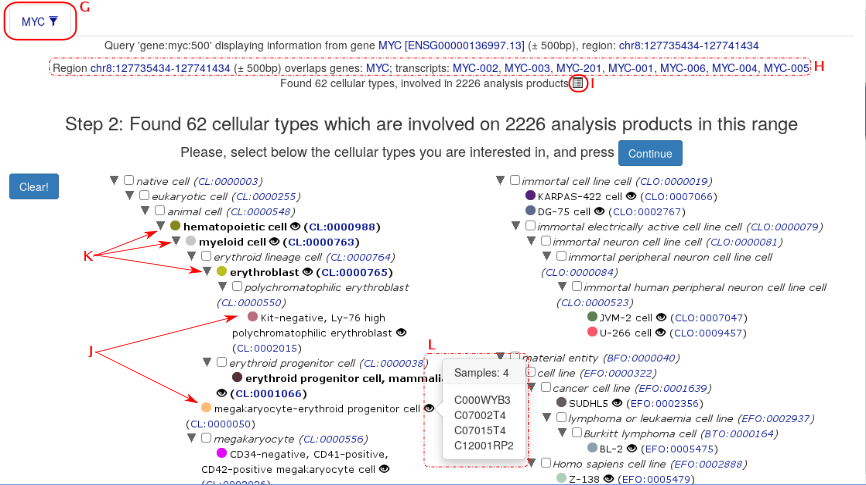 MYC
G
Query 'gene:myc:500' displaying information from gene MYC [ENSG00000136997.13] (± 500bp), region: chr8:127735434-127741434
Region chr8:127735434-127741434 (± 500bp) overlaps genes: MYC; transcripts: MYC-002, MYC-003, MYC-201, MYC-001, MYC-006, MYC-004, MYC-005
H
Found 62 cellular types, involved in 2226 analysis products
I
Step 2: Found 62 cellular types which are involved on 2226 analysis products in this range
Please, select below the cellular types you are interested in, and press Continue
Clear!
native cell (CL:0000003)
eukaryotic cell (CL:0000255)
animal cell (CL:0000548)
hematopoietic cell (CL:0000988)
myeloid cell (CL:0000763)
K
erythroid lineage cell (CL:0000764)
erythroblast (CL:0000765)
polychromatophilic erythroblast
(CL:0000550)
Kit-negative, Ly-76 high
polychromatophilic erythroblast
(CL:0002015)
J
erythroid progenitor cell (CL:0000038)
erythroid progenitor cell, mammali
(CL:0001066)
megakaryocyte-erythroid progenitor cell
(CL:0000050)
megakaryocyte (CL:0000556)
CD34-negative, CD41-positive,
CD42-positive megakaryocyte cell
L
Samples: 4
C000WYB3
C07002T4
C07015T4
C12001RP2
immortal cell line cell (CLO:0000019)
KARPAS-422 cell (CLO:0007066)
DG-75 cell (CLO:0002767)
immortal electrically active cell line cell (CLO:0000079)
immortal neuron cell line cell (CLO:0000081)
immortal peripheral neuron cell line cell
(CLO:0000084)
immortal human peripheral neuron cell line cell
(CLO:0000523)
JVM-2 cell (CLO:0007047)
U-266 cell (CLO:0009457)
material entity (BFO:0000040)
cell line (EFO:0000322)
cancer cell line (EFO:0001639)
SUDHL5 (EFO:0002356)
lymphoma or leukaemia cell line (EFO:0002937)
Burkitt lymphoma cell (BTO:0000164)
BL-2 (EFO:0005475)
Homo sapiens cell line (EFO:0002888)
Z-138 (EFO:0005479)